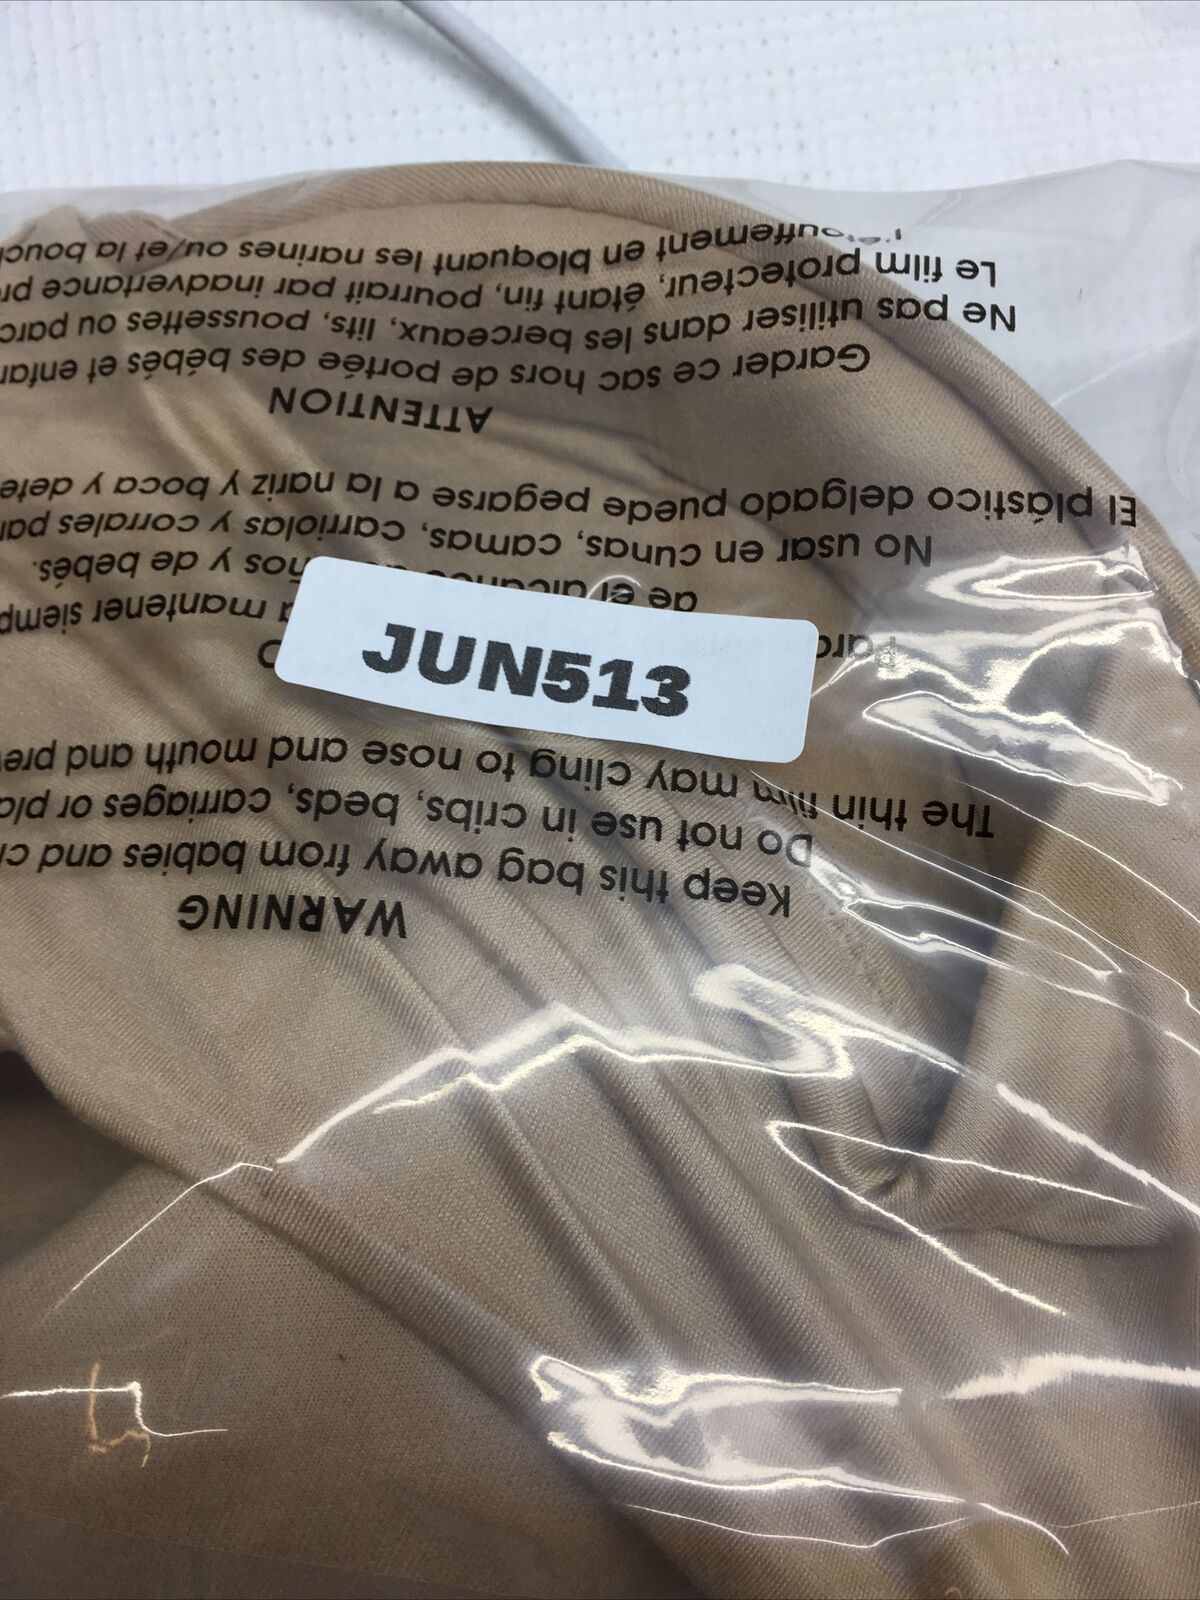 JUN513
WARNING
Keep this bag away from babies and
Do not use in cribs, beds, carriages or
The thin film may cling to nose and mouth and
mantener
de el alcance ños y de bebés.
No usar en cunas, camas, carriolas y corrales
El plástico delgado puede pegarse a la nariz y boca y
ATTENTION
Garder ce sac hors de portée des bébés et
Ne pas utiliser dans les berceaux, lits, poussettes ou
Le film protecteur, étant fin, pourrait par inadvertance
l'étouffement en bloquant les narines ou/et la